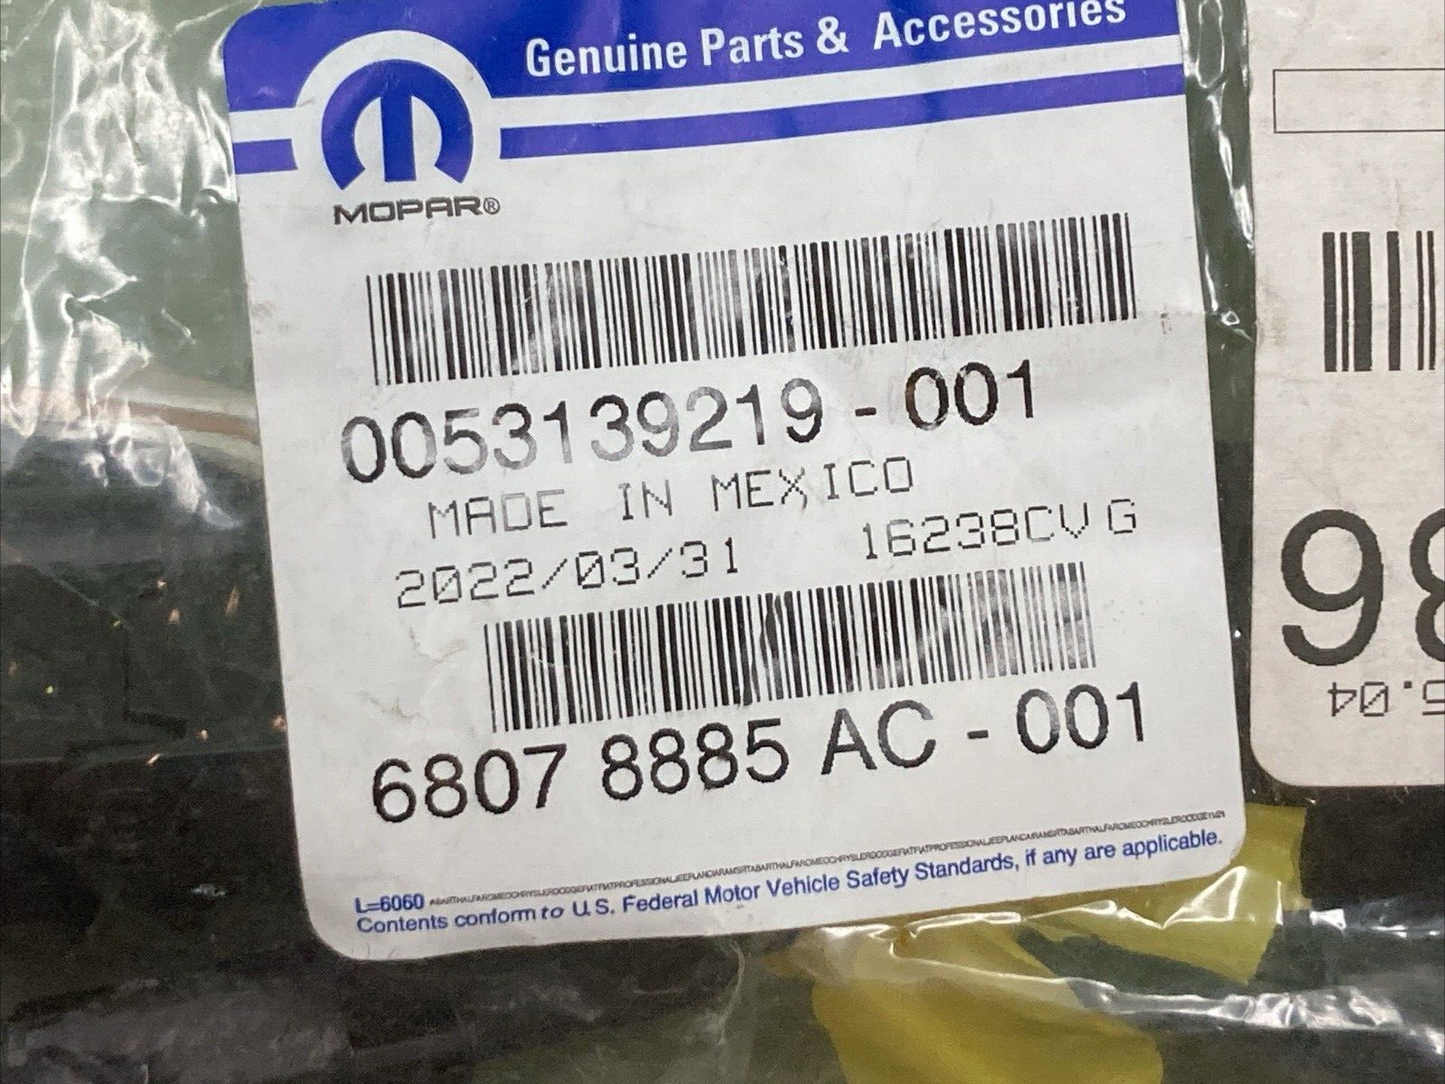 Genuine Parts & Accessories
MOPAR®
0053139219 - 001
MADE IN MEXICO
2022/03/31 16238CV G
6807 8885 AC - 001
L=6060
Contents conform to U.S. Federal Motor Vehicle Safety Standards, if any are applicable.